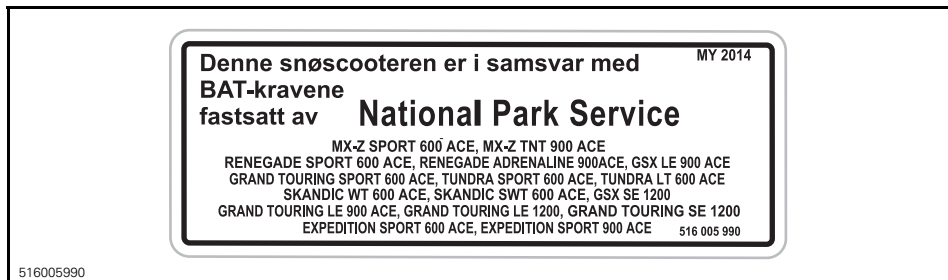 Denne snøscooteren er i samsvar med MY 2014
BAT-kravene
fastsatt av National Park Service
MX-Z SPORT 600 ACE, MX-Z TNT 900 ACE
RENEGADE SPORT 600 ACE, RENEGADE ADRENALINE 900ACE, GSX LE 900 ACE
GRAND TOURING SPORT 600 ACE, TUNDRA SPORT 600 ACE, TUNDRA LT 600 ACE
SKANDIC WT 600 ACE, SKANDIC SWT 600 ACE, GSX SE 1200
GRAND TOURING LE 900 ACE, GRAND TOURING LE 1200, GRAND TOURING SE 1200
EXPEDITION SPORT 600 ACE, EXPEDITION SPORT 900 ACE 516 005 990
516005990